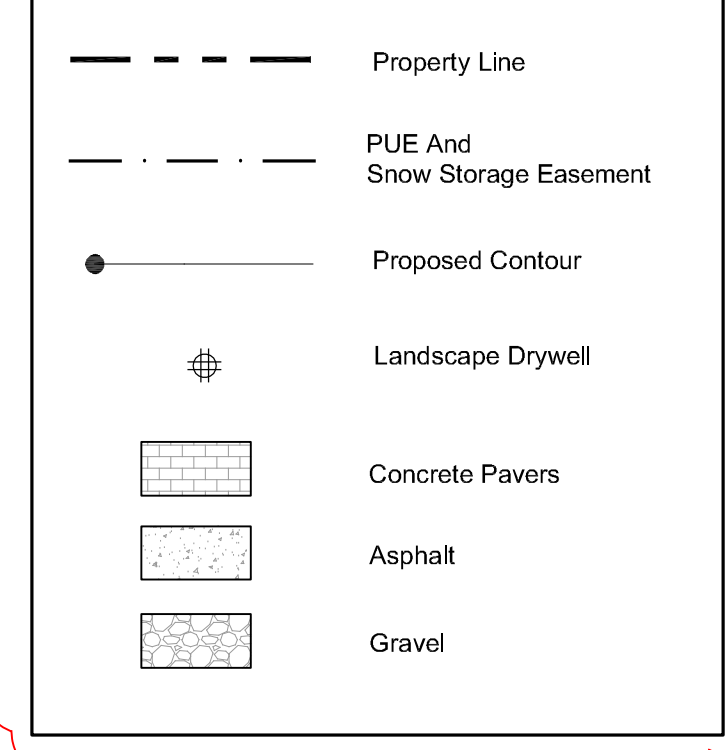 Property Line
PUE And
Snow Storage Easement
Proposed Contour
Landscape Drywell
Concrete Pavers
Asphalt
Gravel